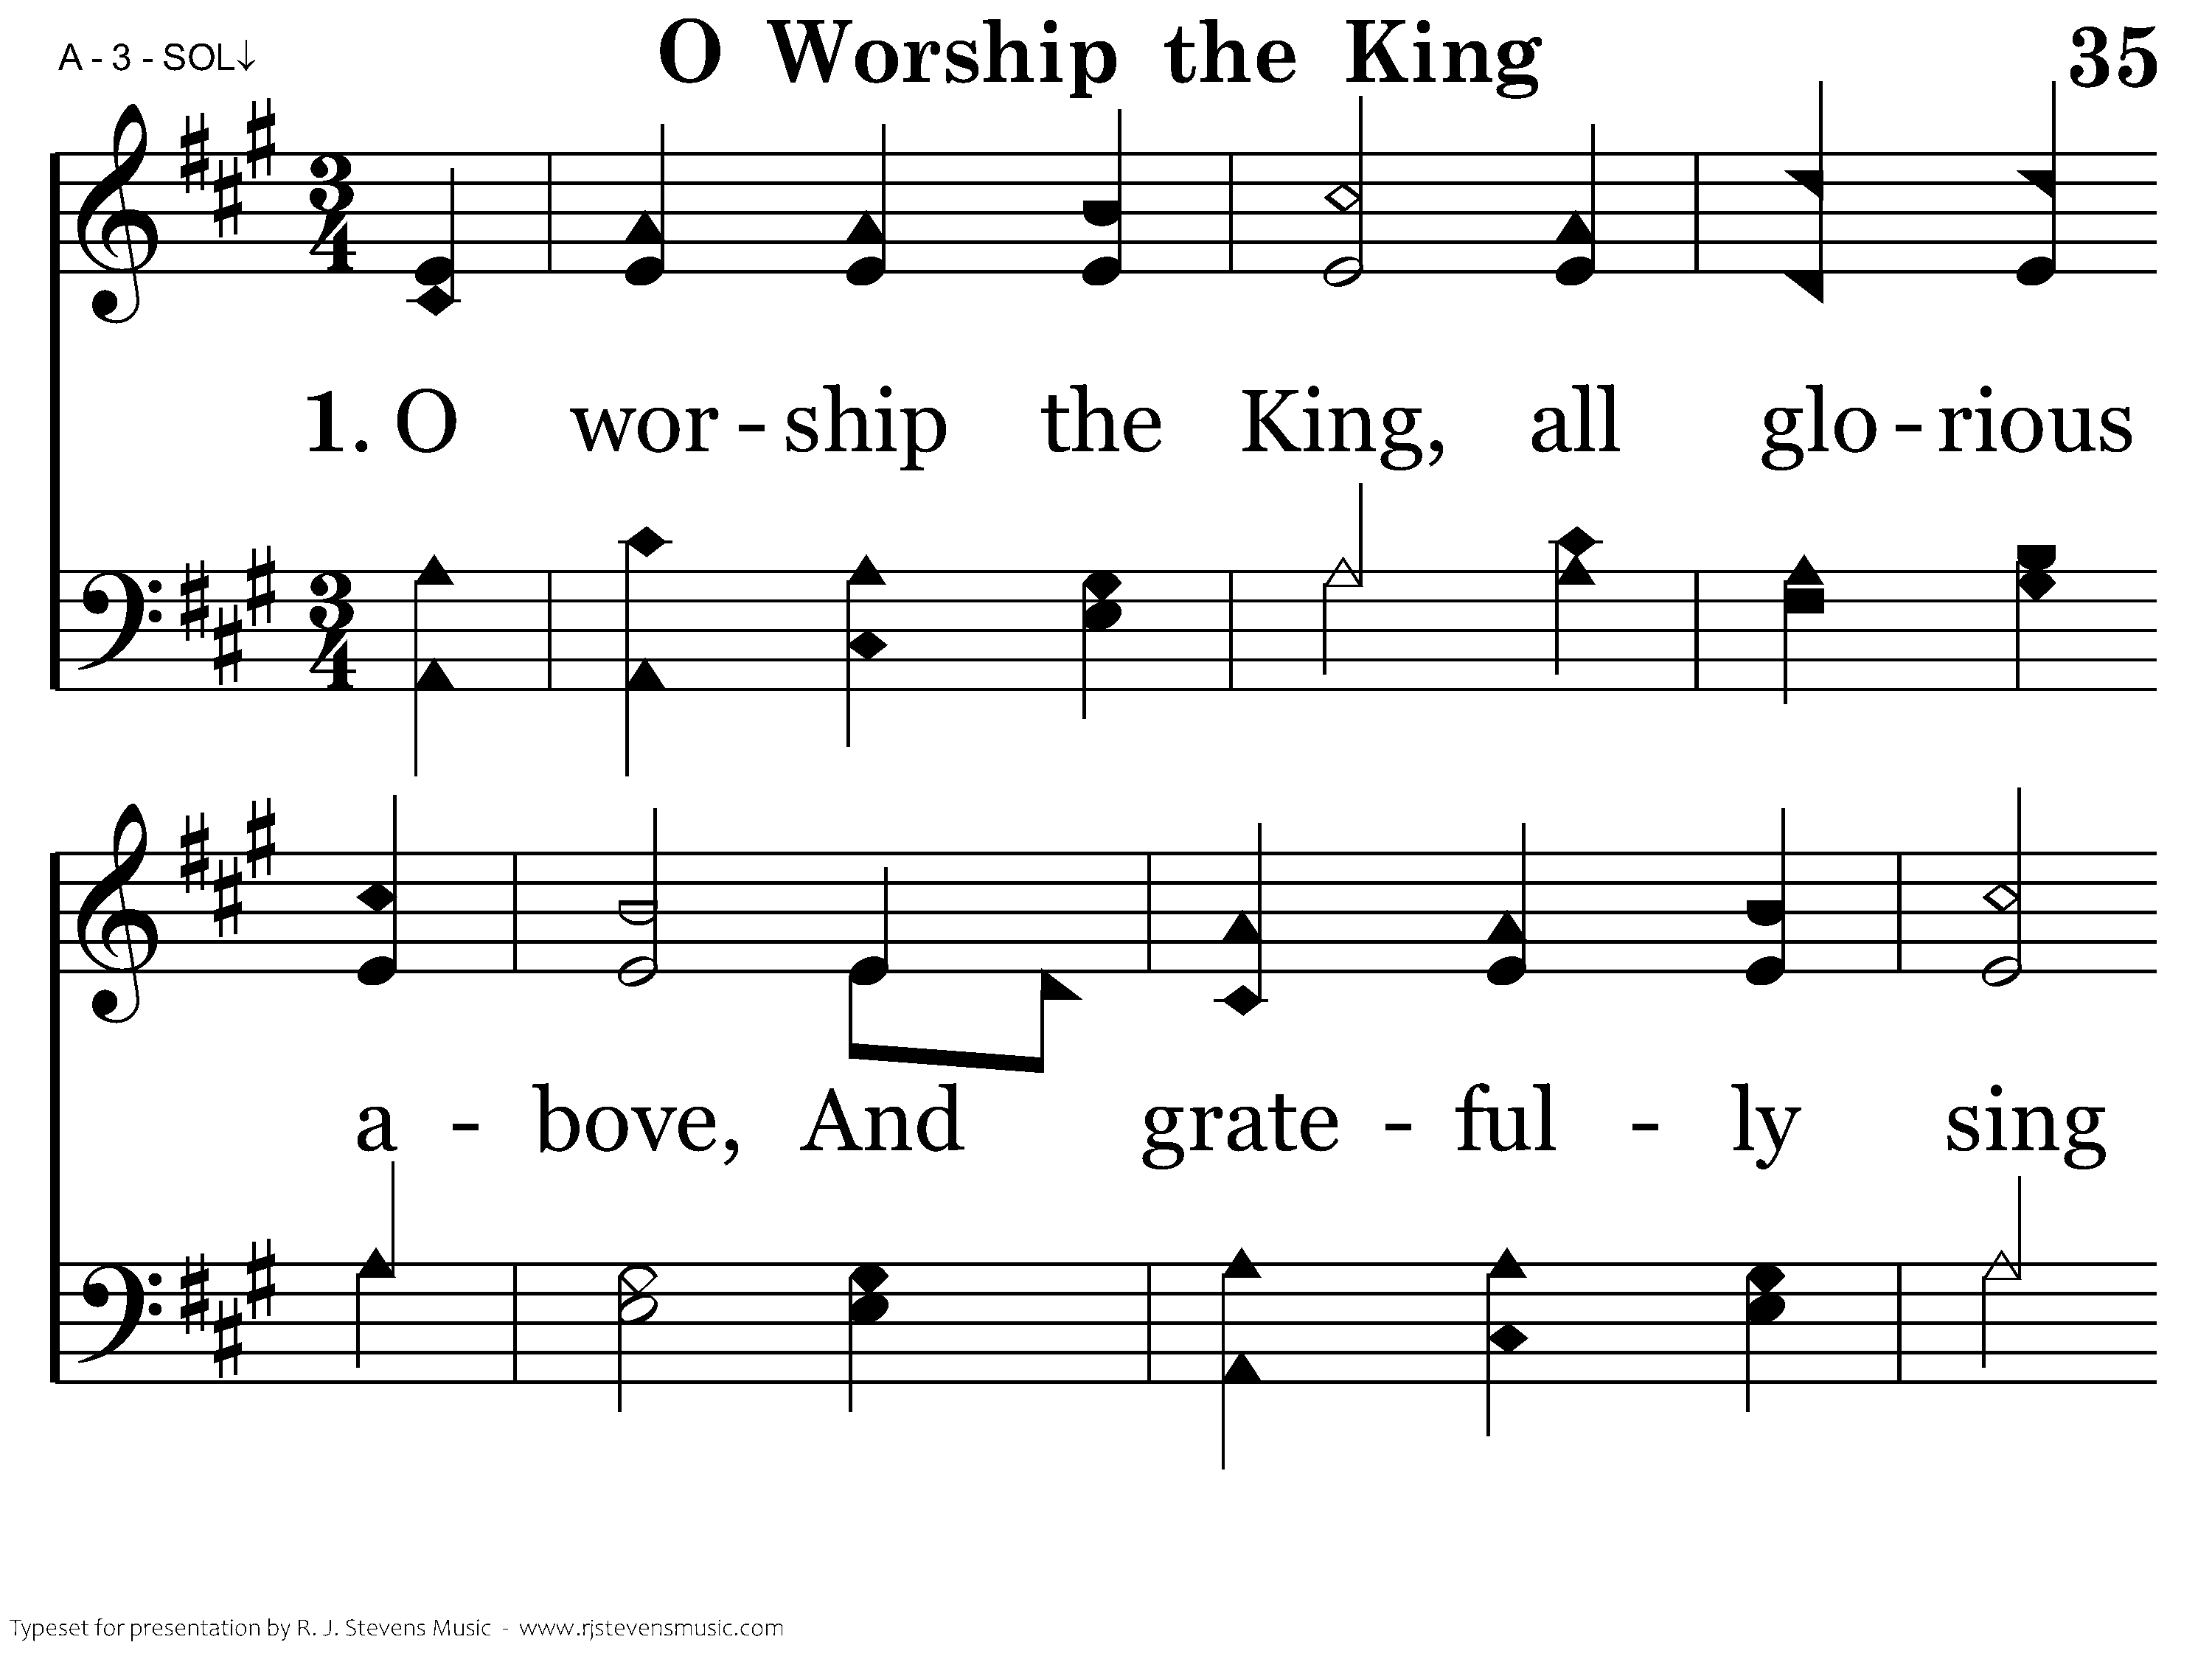 A - 3 - SOL↓
O Worship the King
35
1. O wor - ship the King, all glo - rious
a - bove, And grate - ful - ly sing
Typeset for presentation by R. J. Stevens Music - www.rjstevensmusic.com